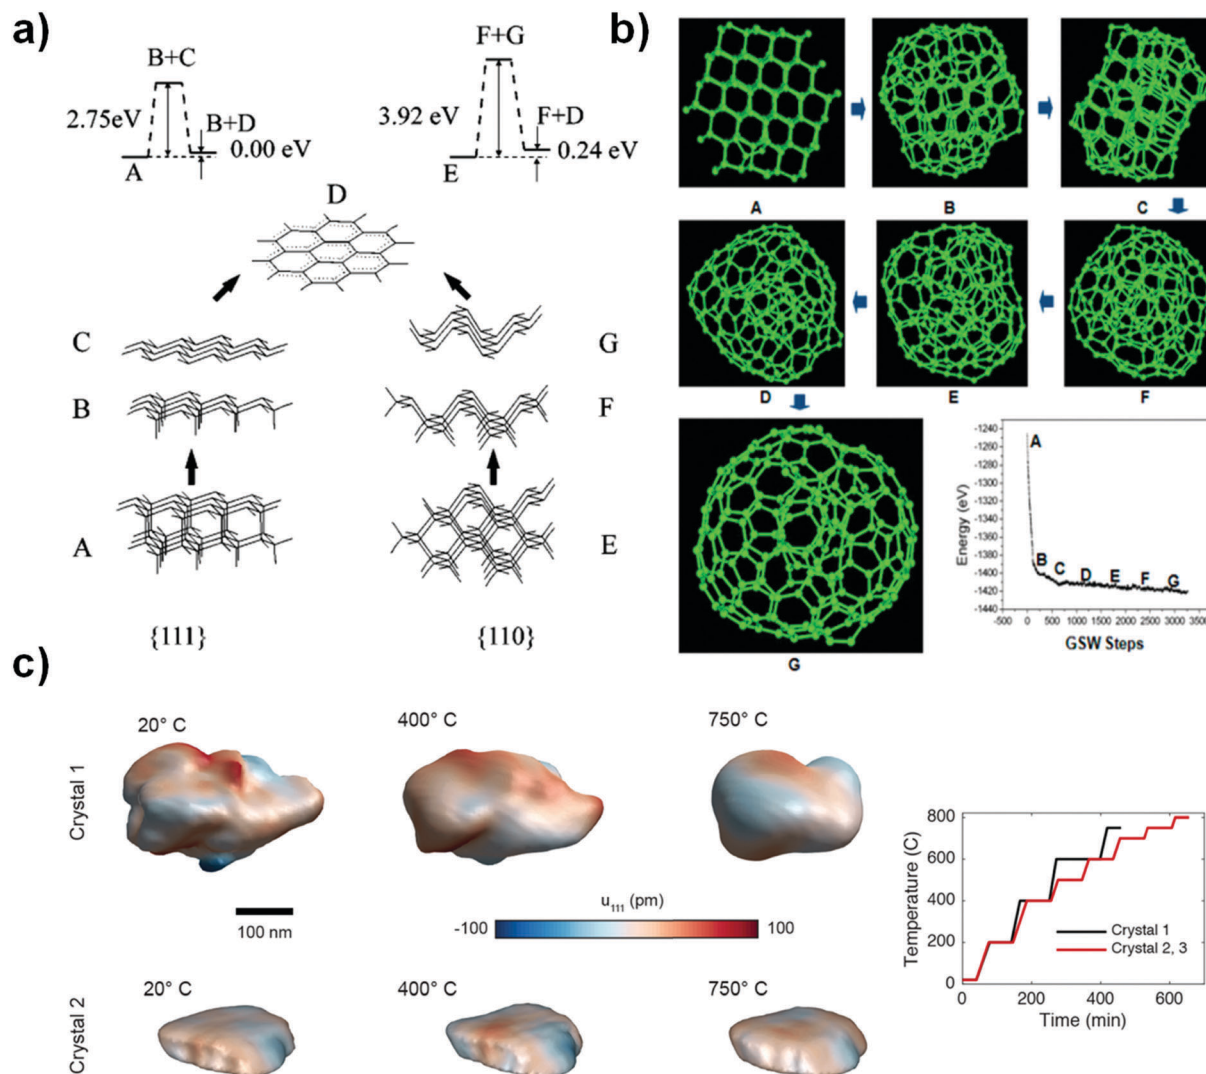 a)
F+G
B+C
2.75eV
B+D
0.00 eV
A
3.92 eV
F+D
0.24 eV
E
D
C
G
B
F
A
E
{111}
{110}
b)
A
B
C
D
E
F
G
-1240
-1260
-1280
-1300
-1320
-1340
-1360
-1380
-1400
-1420
-1440
Energy (eV)
A
B
C
D
E
F
G
-500 0 500 1000 1500 2000 2500 3000 3500
GSW Steps
c)
20° C
400° C
750° C
Crystal 1
100 nm
u111 (pm)
-100
100
20° C
400° C
750° C
Crystal 2
800
600
400
200
0
Temperature (C)
Crystal 1
Crystal 2, 3
0 200 400 600
Time (min)